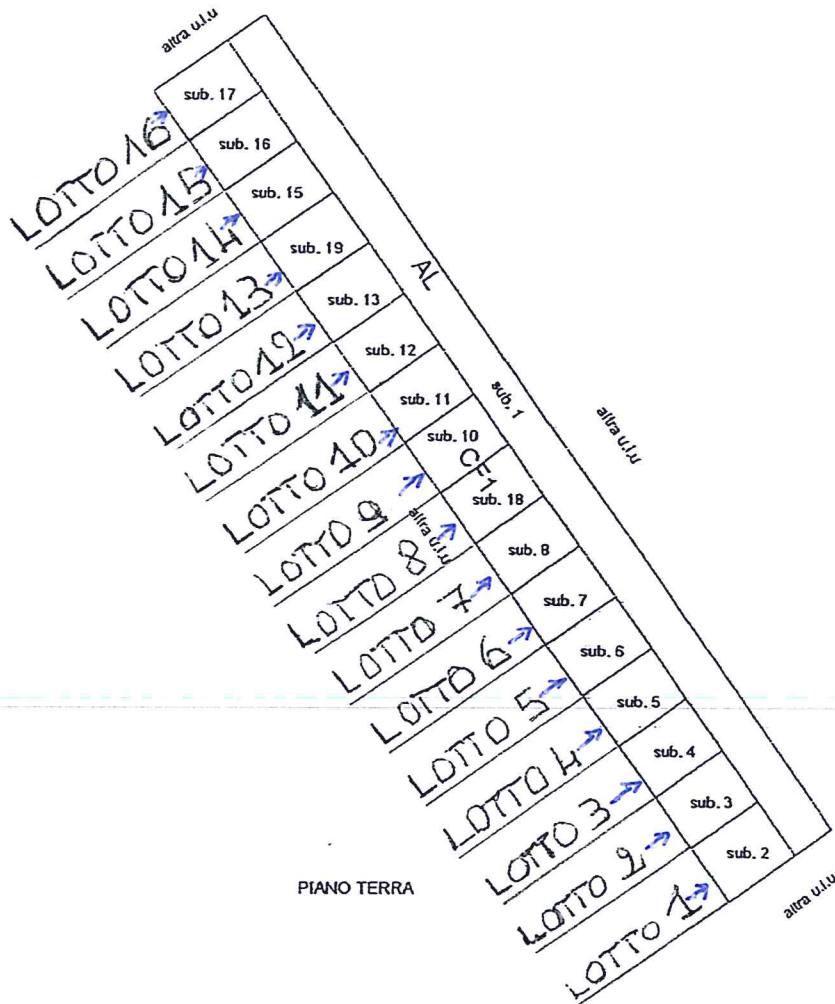 altra u.i.u
sub. 17
LOTTO 16
sub. 16
LOTTO 15
sub. 15
LOTTO 14
sub. 19
LOTTO 13
sub. 13
LOTTO 12
sub. 12
LOTTO 11
sub. 11
LOTTO 10
sub. 10
LOTTO 9
sub. 18
LOTTO 8
sub. 8
LOTTO 7
sub. 7
LOTTO 6
sub. 6
LOTTO 5
sub. 5
LOTTO 4
sub. 4
LOTTO 3
sub. 3
LOTTO 2
sub. 2
LOTTO 1
AL
sub. 1
altra u.i.u
CF1
altra u.i.u
PIANO TERRA
altra u.i.u